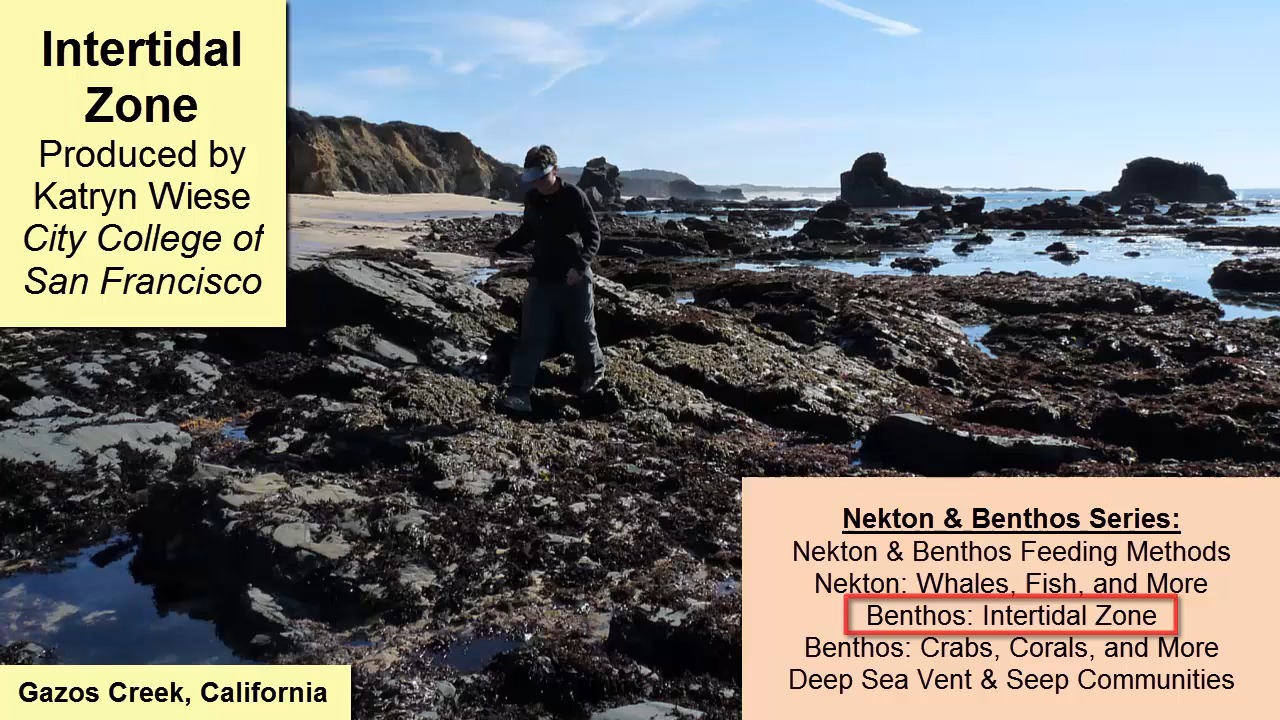 Intertidal
Zone
Produced by
Katryn Wiese
City College of
San Francisco
Nekton & Benthos Series:
Nekton & Benthos Feeding Methods
Nekton: Whales, Fish, and More
Benthos: Intertidal Zone
Benthos: Crabs, Corals, and More
Deep Sea Vent & Seep Communities
Gazos Creek, California